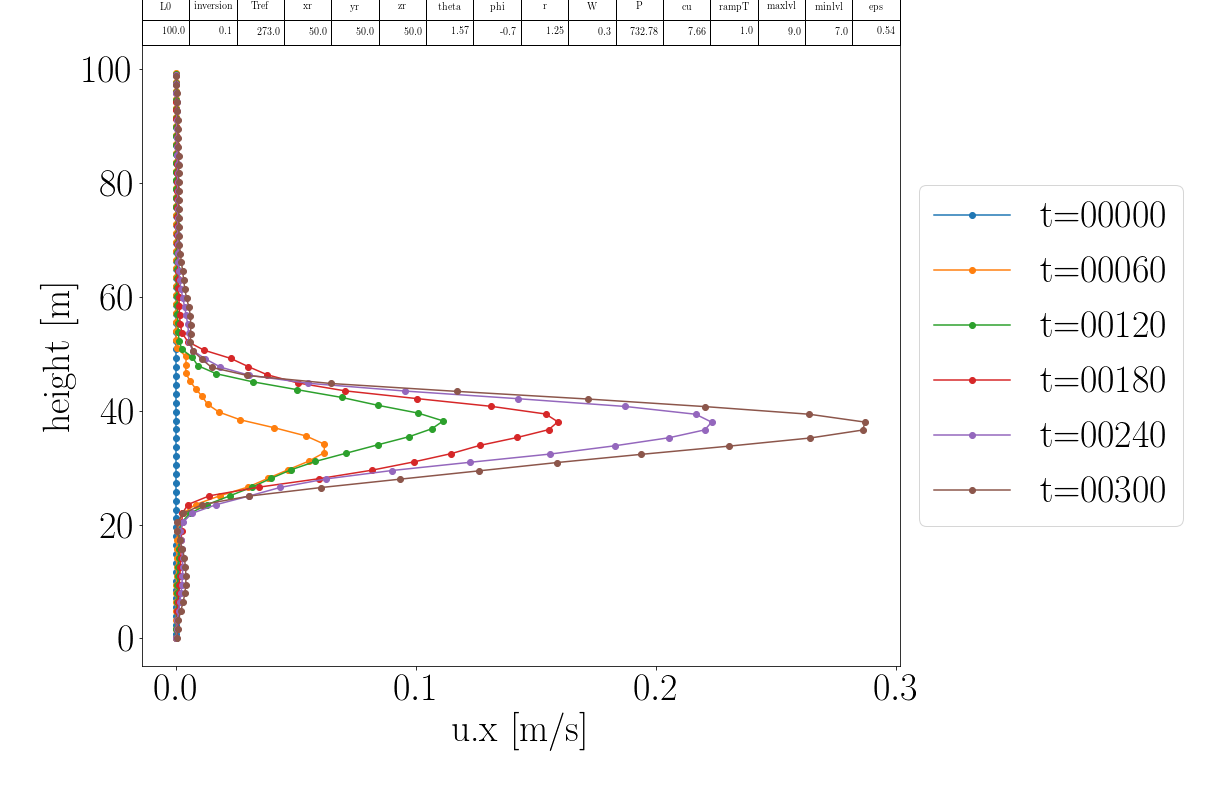 L0 inversion Tref xr yr zr theta phi r W P cu rampT maxlvl minlvl eps
100.0 0.1 273.0 50.0 50.0 50.0 1.57 -0.7 1.25 0.3 732.78 7.66 1.0 9.0 7.0 0.54
100
80
60
40
20
0
height [m]
0.0 0.1 0.2 0.3
u.x [m/s]
t=00000
t=00060
t=00120
t=00180
t=00240
t=00300